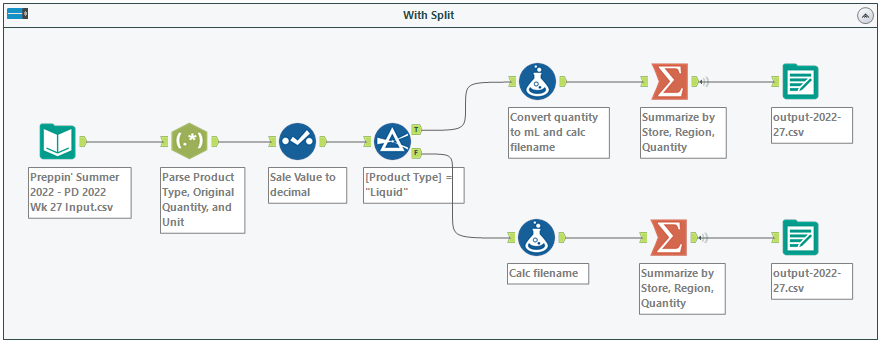 With Split
Preppin' Summer
2022 - PD 2022
Wk 27 Input.csv
(.*)
Parse Product
Type, Original
Quantity, and
Unit
Sale Value to
decimal
T
F
[Product Type] =
"Liquid"
Convert quantity
to mL and calc
filename
Summarize by
Store, Region,
Quantity
output-2022-
27.csv
Calc filename
Summarize by
Store, Region,
Quantity
output-2022-
27.csv